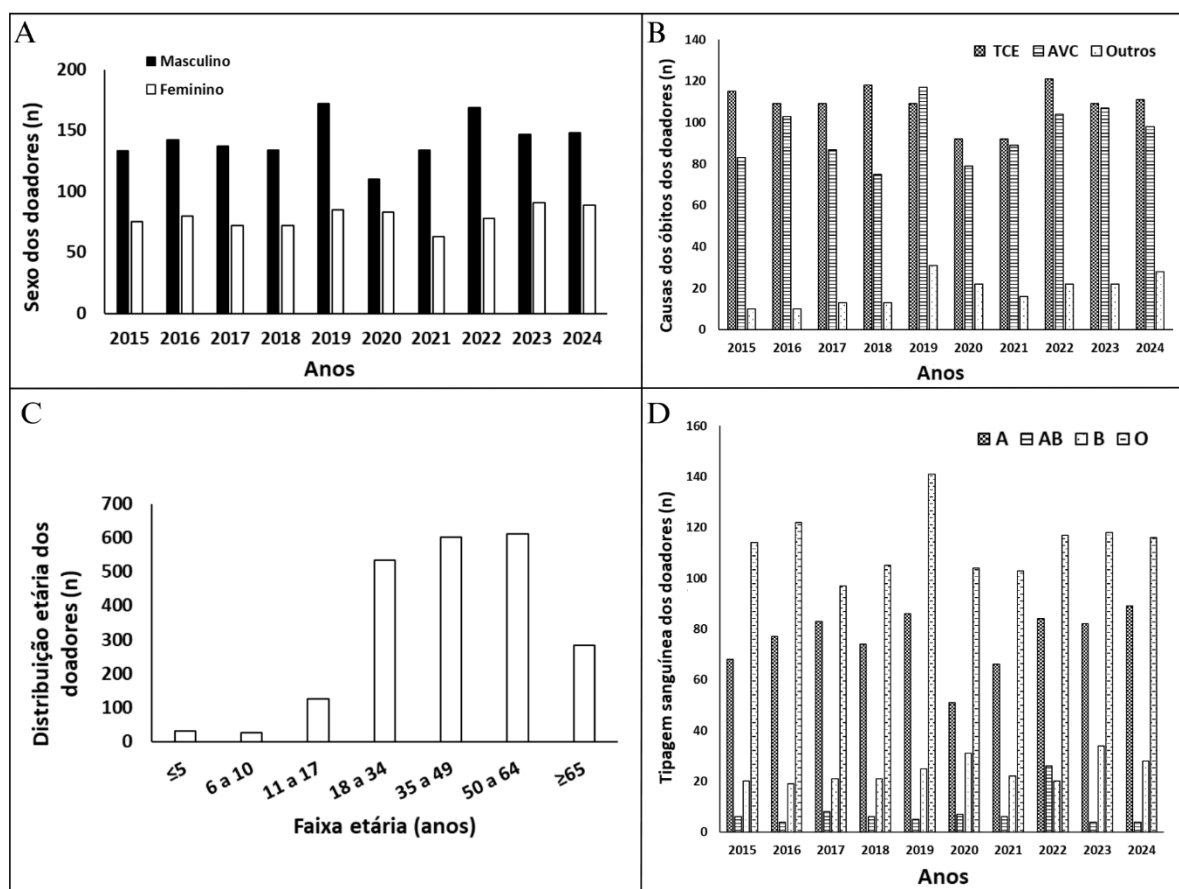 A
Masculino
Feminino
Sexo dos doadores (n)
200
150
100
50
0
2015 2016 2017 2018 2019 2020 2021 2022 2023 2024
Anos
B
TCE AVC Outros
Causas dos óbitos dos doadores (n)
140
120
100
80
60
40
20
0
2015 2016 2017 2018 2019 2020 2021 2022 2023 2024
Anos
C
Distribuição etária dos
doadores (n)
700
600
500
400
300
200
100
0
≤5 6 a 10 11 a 17 18 a 34 35 a 49 50 a 64 ≥65
Faixa etária (anos)
D
A AB B O
Tipagem sanguínea dos doadores (n)
160
140
120
100
80
60
40
20
0
2015 2016 2017 2018 2019 2020 2021 2022 2023 2024
Anos